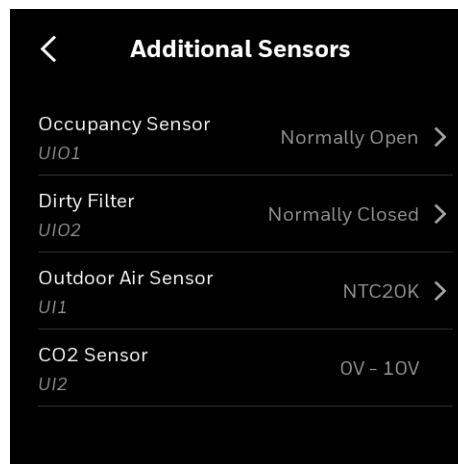 Additional Sensors
Occupancy Sensor
Normally Open
UIO1
Dirty Filter
Normally Closed
UIO2
Outdoor Air Sensor
NTC20K
UI1
CO2 Sensor
0V - 10V
UI2